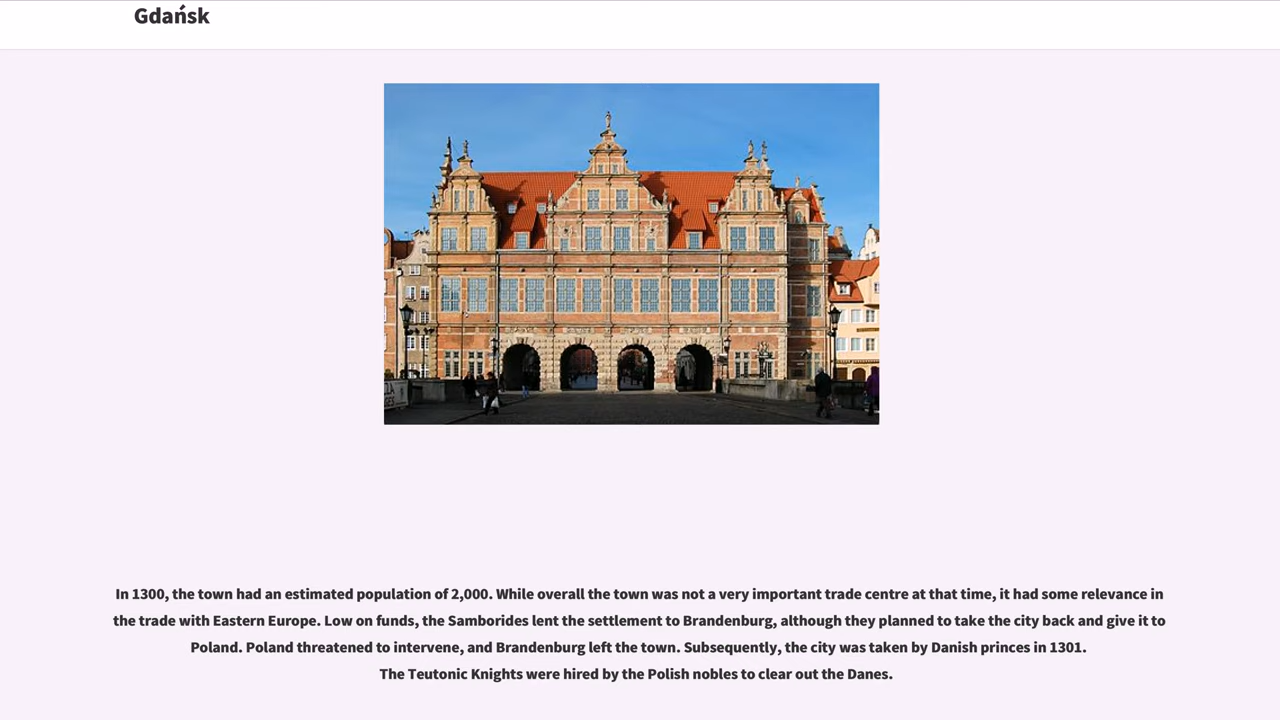 Gdańsk
In 1300, the town had an estimated population of 2,000. While overall the town was not a very important trade centre at that time, it had some relevance in
the trade with Eastern Europe. Low on funds, the Samborides lent the settlement to Brandenburg, although they planned to take the city back and give it to
Poland. Poland threatened to intervene, and Brandenburg left the town. Subsequently, the city was taken by Danish princes in 1301.
The Teutonic Knights were hired by the Polish nobles to clear out the Danes.